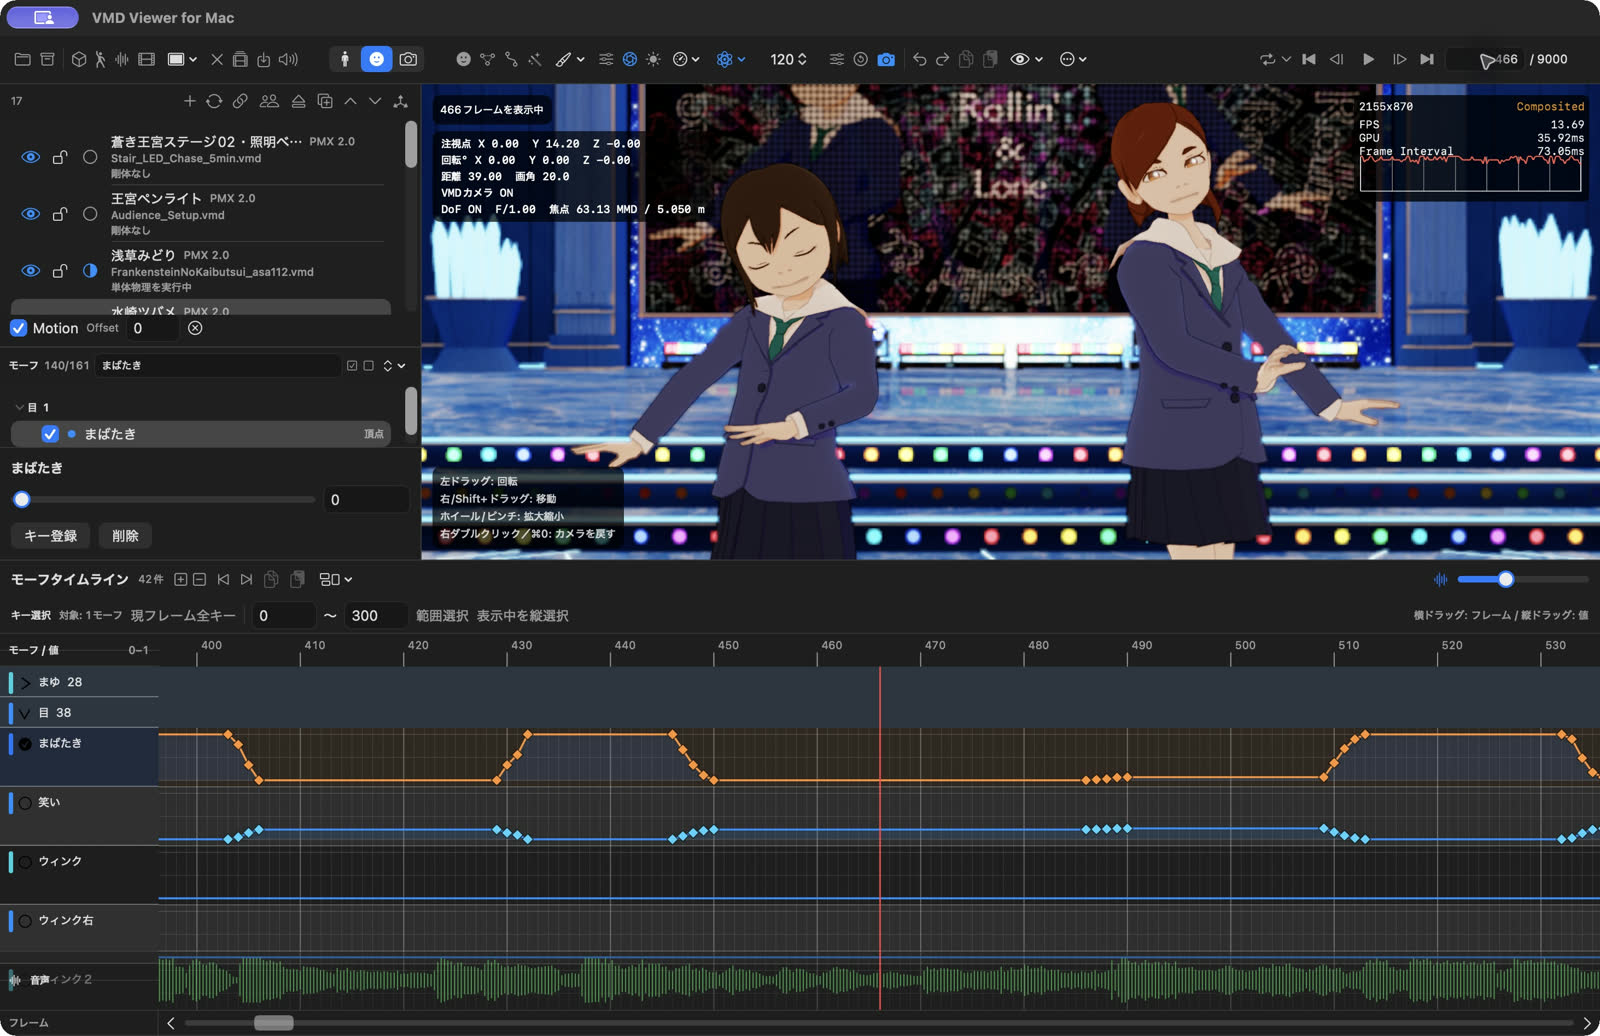 VMD Viewer for Mac
120
466 / 9000
17
蒼き王宮ステージ02・照明ベ… PMX 2.0
Stair_LED_Chase_5min.vmd
剛体なし
王宮ペンライト PMX 2.0
Audience_Setup.vmd
剛体なし
浅草みどり PMX 2.0
FrankensteinNoKaibutsui_asa112.vmd
単体物理を実行中
水崎ツバメ PMX 2.0
Motion Offset 0
モーフ 140/161 まばたき
目 1
まばたき 頂点
まばたき
0
キー登録 削除
466フレームを表示中
注視点 X 0.00 Y 14.20 Z -0.00
回転° X 0.00 Y 0.00 Z -0.00
距離 39.00 画角 20.0
VMDカメラ ON
DoF ON F/1.00 焦点 63.13 MMD / 5.050 m
Rollin'
&
Lone
2155x870 Composited
FPS 13.69
GPU 35.92ms
Frame Interval 73.05ms
左ドラッグ: 回転
右/Shift+ドラッグ: 移動
ホイール/ピンチ: 拡大縮小
右ダブルクリック/⌘0: カメラを戻す
モーフタイムライン 42件
キー選択 対象: 1モーフ 現フレーム全キー 0 〜 300 範囲選択 表示中を縦選択 横ドラッグ: フレーム / 縦ドラッグ: 値
モーフ / 値 0–1 400 410 420 430 440 450 460 470 480 490 500 510 520 530
まゆ 28
目 38
まばたき
笑い
ウィンク
ウィンク右
音声 ィンク2
フレーム